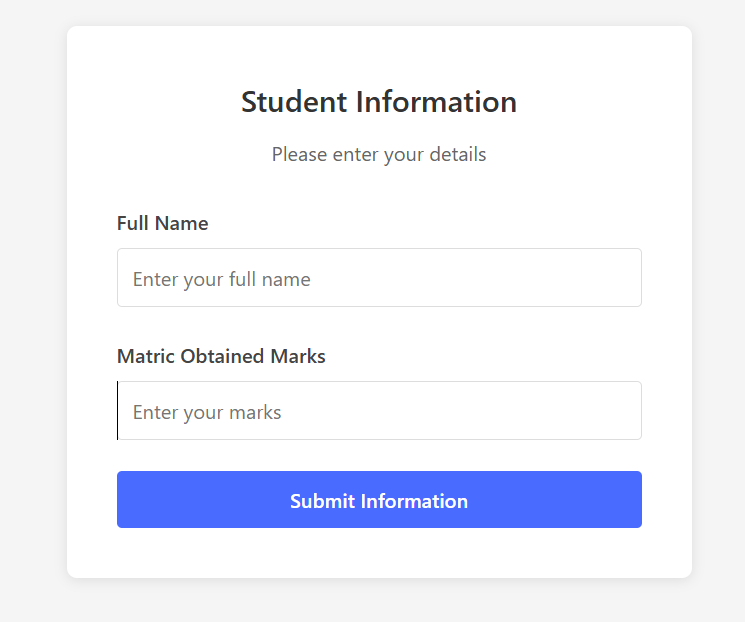 Student Information
Please enter your details
Full Name
Enter your full name
Matric Obtained Marks
Enter your marks
Submit Information